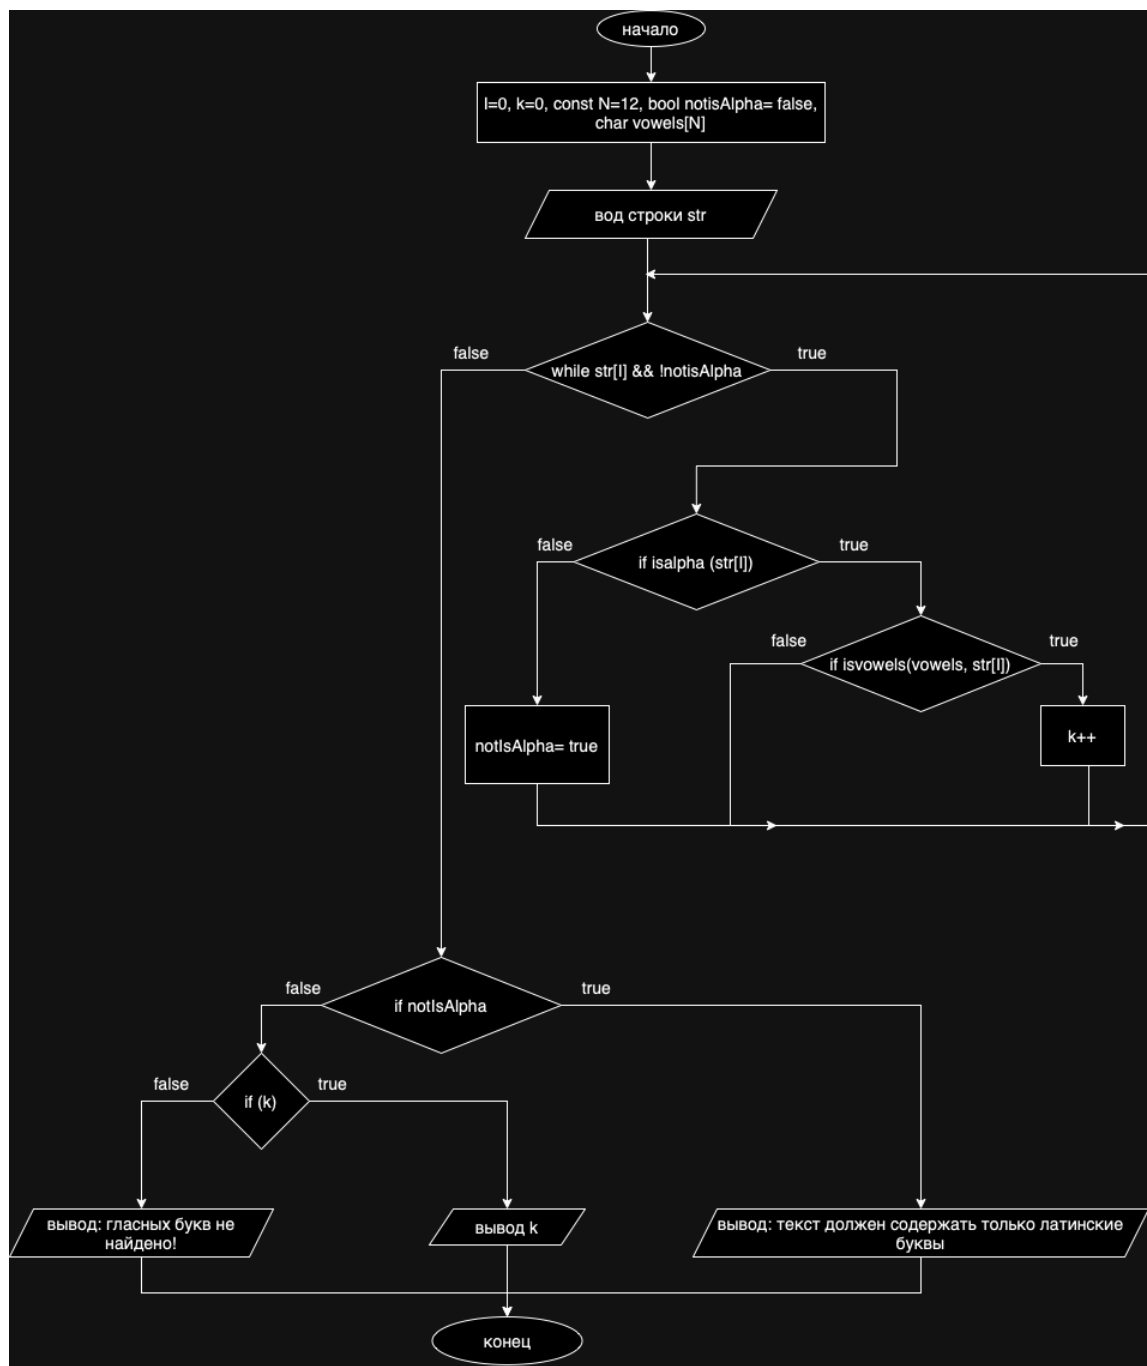 начало
I=0, k=0, const N=12, bool notisAlpha= false,
char vowels[N]
вод строки str
false
true
while str[I] && !notisAlpha
false
true
if isalpha (str[I])
false
true
if isvowels(vowels, str[I])
notIsAlpha= true
k++
false
true
if notIsAlpha
false
true
if (k)
вывод: гласных букв не
найдено!
вывод k
вывод: текст должен содержать только латинские
буквы
конец